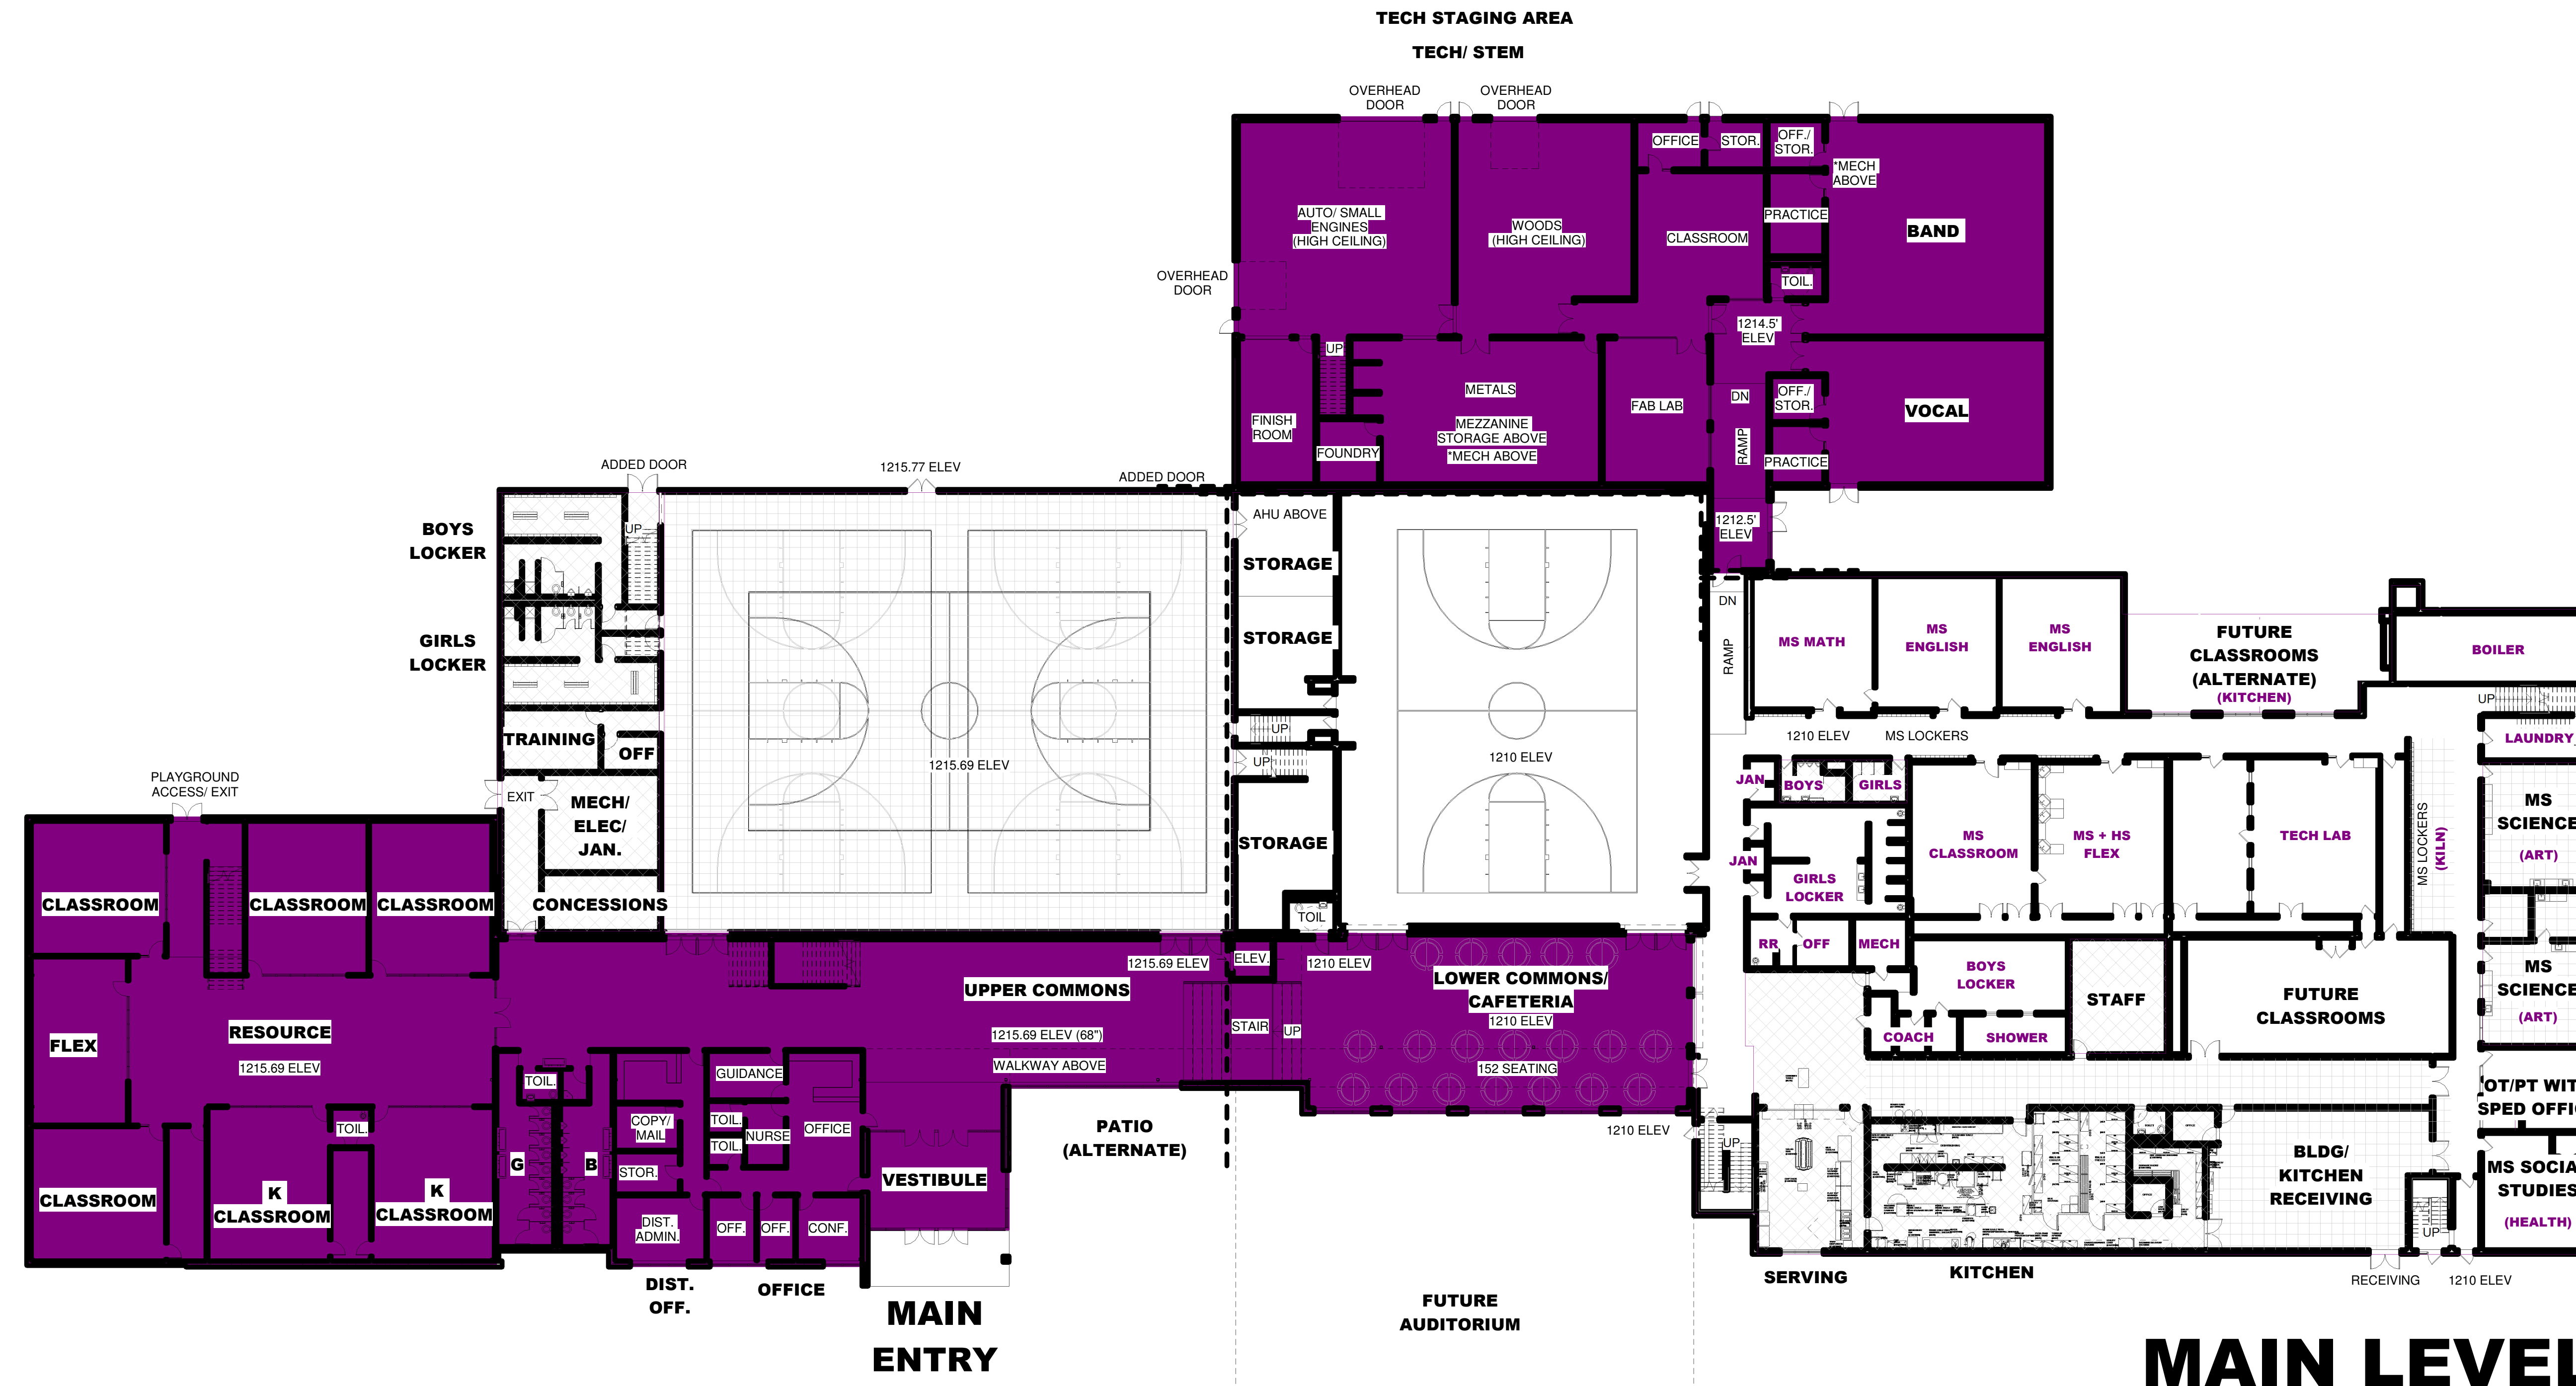 TECH STAGING AREA
TECH/ STEM
OVERHEAD
DOOR
OVERHEAD
DOOR
OFFICE
STOR.
OFF./
STOR.
*MECH
ABOVE
AUTO/ SMALL
ENGINES
(HIGH CEILING)
WOODS
(HIGH CEILING)
CLASSROOM
PRACTICE
BAND
OVERHEAD
DOOR
TOIL.
1214.5'
ELEV
UP
METALS
MEZZANINE
STORAGE ABOVE
*MECH ABOVE
FINISH
ROOM
FOUNDRY
FAB LAB
DN
RAMP
OFF./
STOR.
VOCAL
PRACTICE
1212.5'
ELEV
ADDED DOOR
1215.77 ELEV
ADDED DOOR
BOYS
LOCKER
UP
GIRLS
LOCKER
TRAINING
OFF
EXIT
MECH/
ELEC/
JAN.
CONCESSIONS
1215.69 ELEV
AHU ABOVE
STORAGE
STORAGE
UP
UP
STORAGE
TOIL
1210 ELEV
DN
RAMP
MS MATH
MS
ENGLISH
MS
ENGLISH
FUTURE
CLASSROOMS
(ALTERNATE)
(KITCHEN)
BOILER
UP
LAUNDRY
1210 ELEV
MS LOCKERS
JAN
BOYS
GIRLS
MS
CLASSROOM
MS + HS
FLEX
TECH LAB
MS LOCKERS
(KILN)
MS
SCIENCE
(ART)
JAN
GIRLS
LOCKER
RR
OFF
MECH
BOYS
LOCKER
STAFF
FUTURE
CLASSROOMS
MS
SCIENCE
(ART)
COACH
SHOWER
PLAYGROUND
ACCESS/ EXIT
CLASSROOM
CLASSROOM
CLASSROOM
FLEX
RESOURCE
1215.69 ELEV
CLASSROOM
K
CLASSROOM
TOIL.
K
CLASSROOM
TOIL.
G
B
1215.69 ELEV
UPPER COMMONS
1215.69 ELEV (68")
WALKWAY ABOVE
ELEV.
STAIR
UP
1210 ELEV
LOWER COMMONS/
CAFETERIA
1210 ELEV
152 SEATING
GUIDANCE
COPY/
MAIL
TOIL.
NURSE
TOIL.
OFFICE
STOR.
DIST.
ADMIN.
OFF.
OFF.
CONF.
VESTIBULE
PATIO
(ALTERNATE)
1210 ELEV
UP
OT/PT WIT
SPED OFFI
BLDG/
KITCHEN
RECEIVING
MS SOCIA
STUDIES
(HEALTH)
UP
DIST.
OFF.
OFFICE
MAIN
ENTRY
FUTURE
AUDITORIUM
SERVING
KITCHEN
RECEIVING
1210 ELEV
MAIN LEVEL